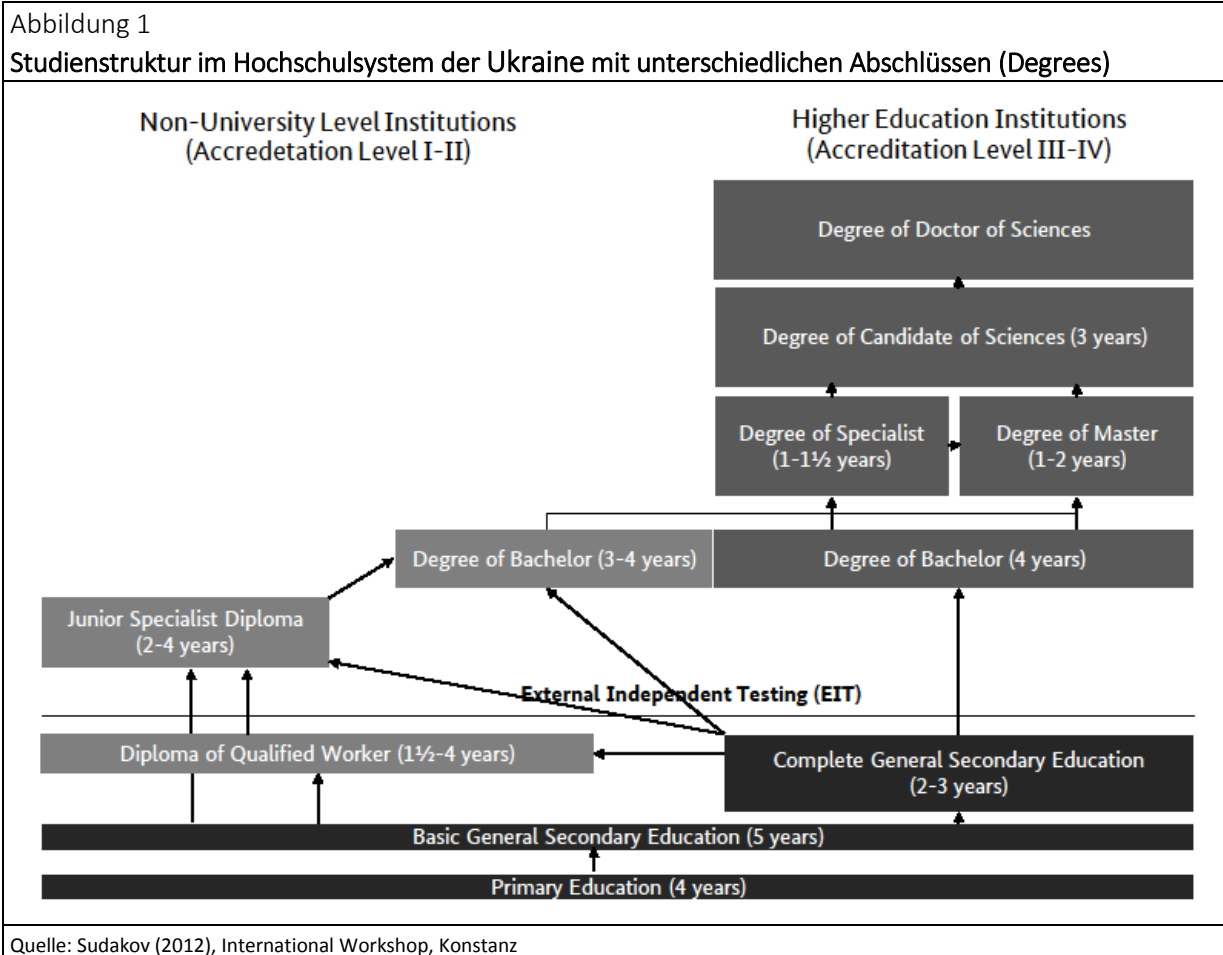 Abbildung 1
Studienstruktur im Hochschulsystem der Ukraine mit unterschiedlichen Abschlüssen (Degrees)
Non-University Level Institutions
(Accredetation Level I-II)
Higher Education Institutions
(Accreditation Level III-IV)
Degree of Doctor of Sciences
Degree of Candidate of Sciences (3 years)
Degree of Specialist
(1-1½ years)
Degree of Master
(1-2 years)
Degree of Bachelor (3-4 years)
Degree of Bachelor (4 years)
Junior Specialist Diploma
(2-4 years)
External Independent Testing (EIT)
Diploma of Qualified Worker (1½-4 years)
Complete General Secondary Education
(2-3 years)
Basic General Secondary Education (5 years)
Primary Education (4 years)
Quelle: Sudakov (2012), International Workshop, Konstanz